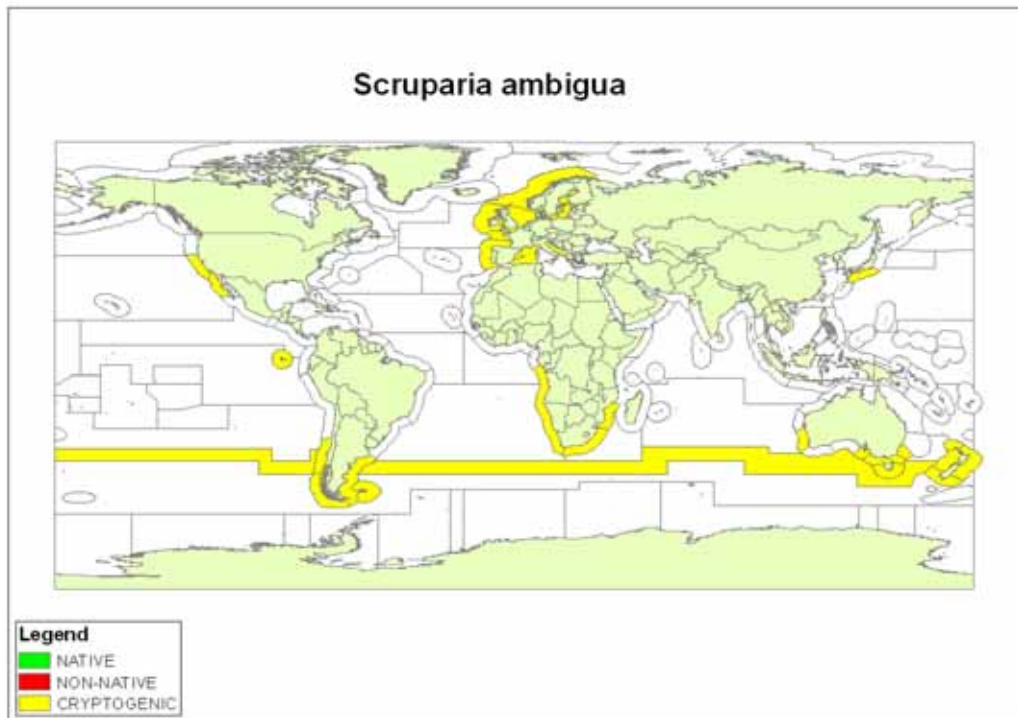 Scruparia ambigua
Legend
NATIVE
NON-NATIVE
CRYPTOGENIC